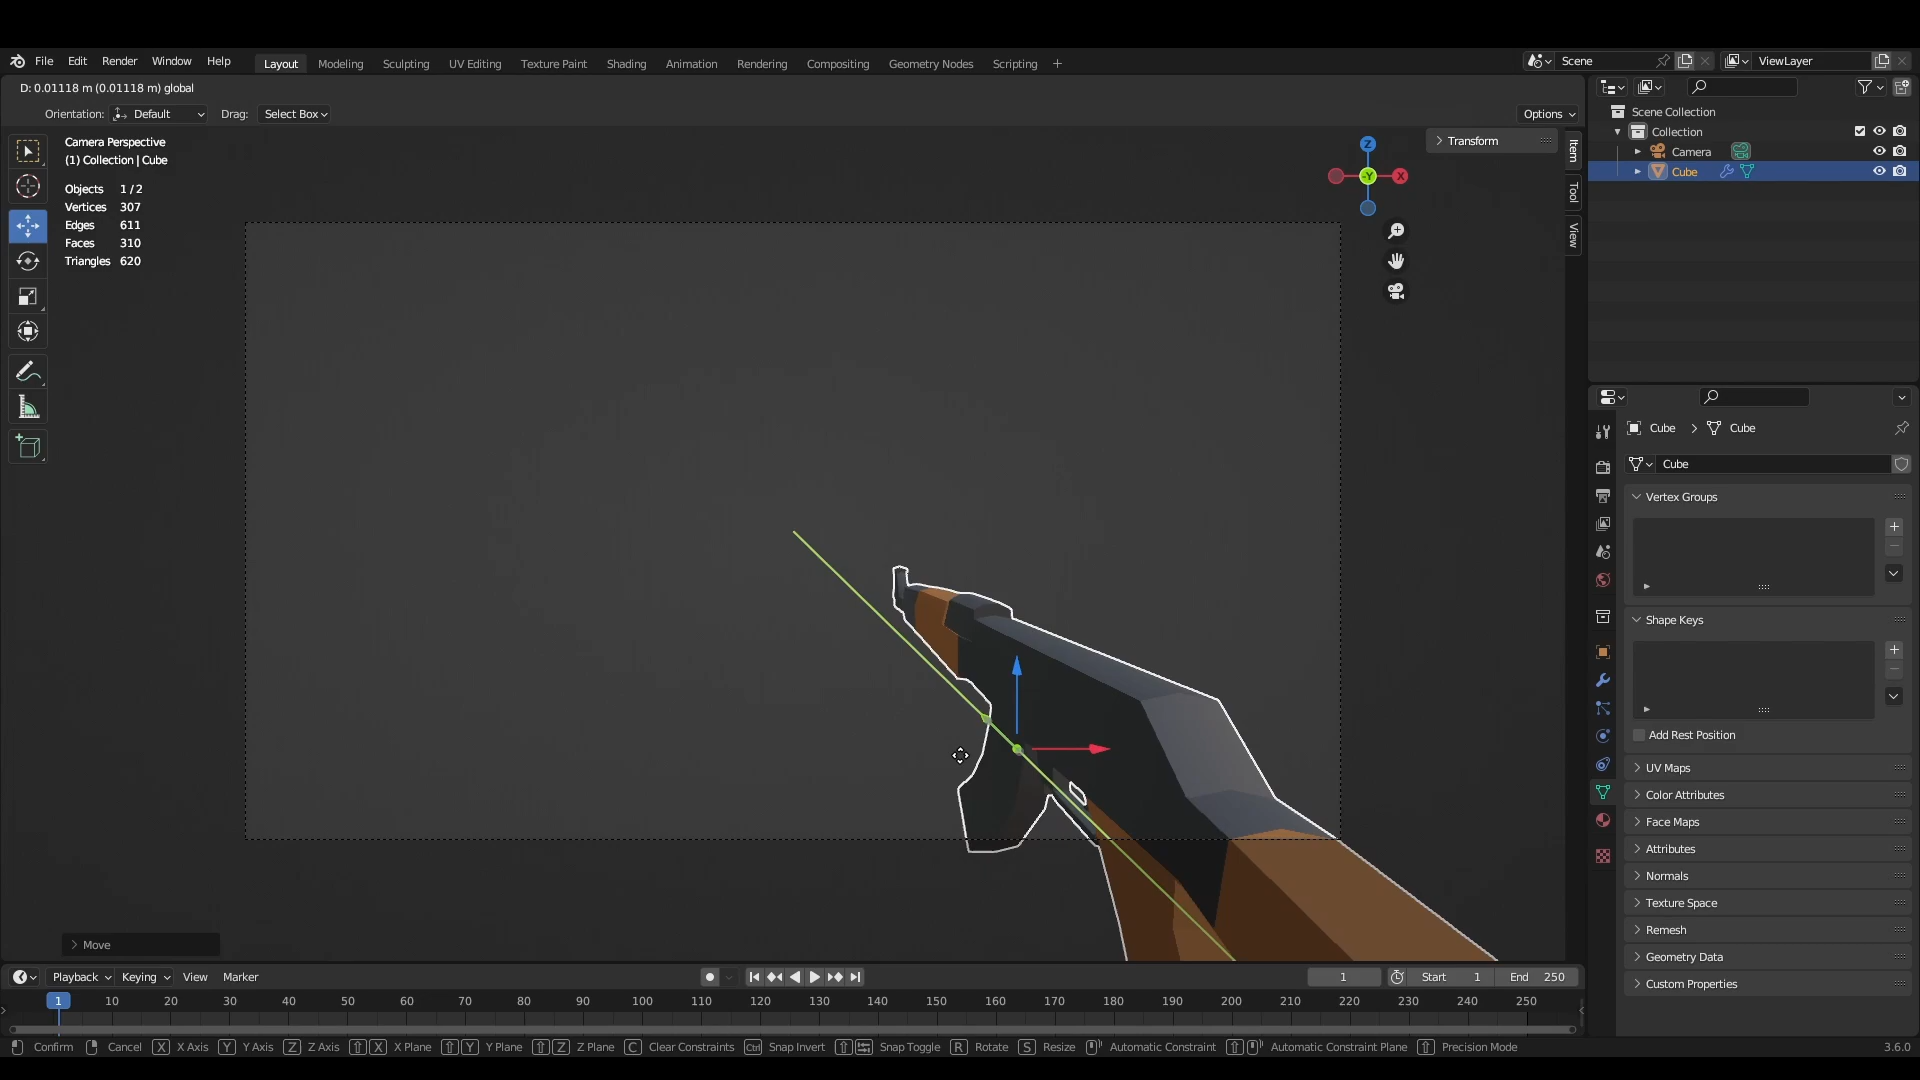 File Edit Render Window Help Layout Modeling Sculpting UV Editing Texture Paint Shading Animation Rendering Compositing Geometry Nodes Scripting + Scene ViewLayer
D: 0.01118 m (0.01118 m) global
Orientation: Default Drag: Select Box Options
Camera Perspective
(1) Collection | Cube
Objects 1 / 2
Vertices 307
Edges 611
Faces 310
Triangles 620
Transform
Item
Tool
View
Z
-Y
X
Scene Collection
Collection
Camera
Cube
Cube > Cube
Cube
Vertex Groups
Shape Keys
Add Rest Position
UV Maps
Color Attributes
Face Maps
Attributes
Normals
Texture Space
Remesh
Geometry Data
Custom Properties
Move
Playback Keying View Marker 1 Start 1 End 250
1 10 20 30 40 50 60 70 80 90 100 110 120 130 140 150 160 170 180 190 200 210 220 230 240 250
Confirm Cancel X X Axis Y Y Axis Z Z Axis X X Plane Y Y Plane Z Z Plane C Clear Constraints Ctrl Snap Invert Snap Toggle R Rotate S Resize Automatic Constraint Automatic Constraint Plane Precision Mode 3.6.0